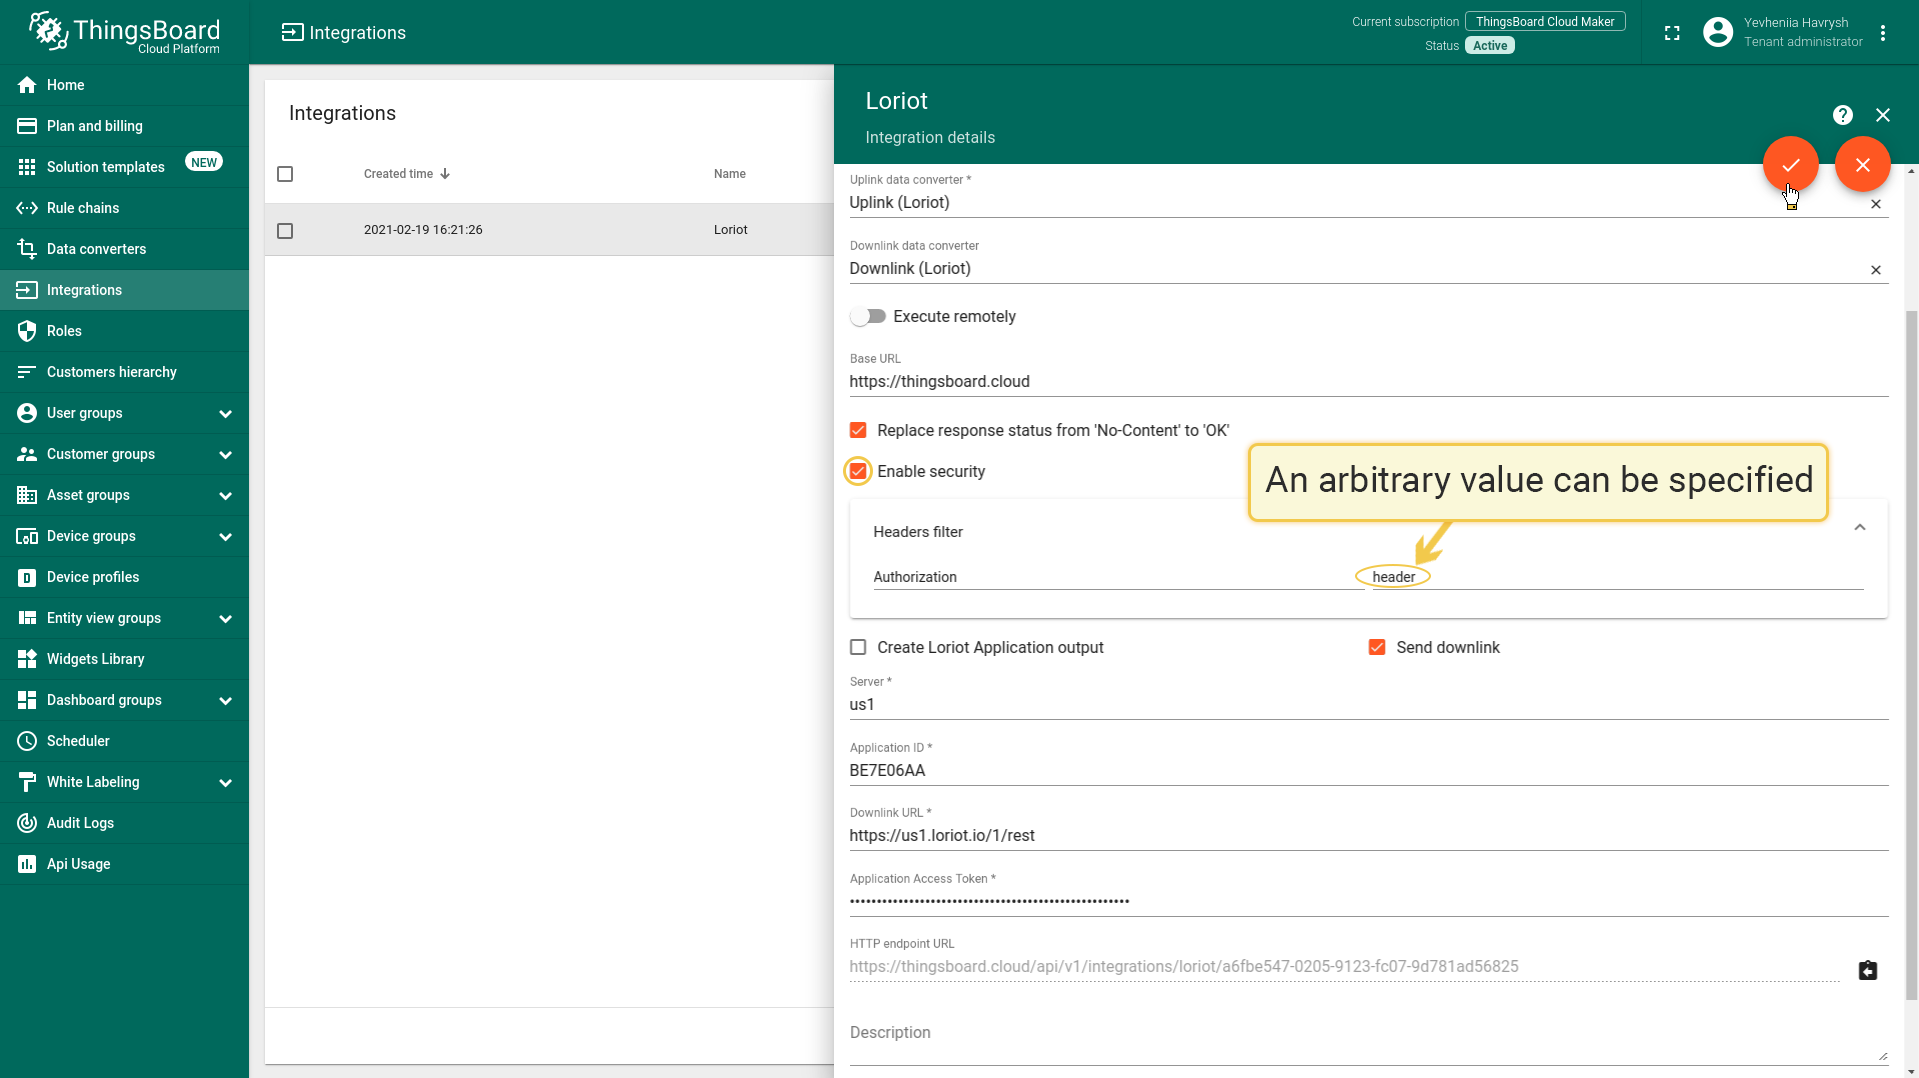 ThingsBoard
Cloud Platform
Integrations
Current subscription ThingsBoard Cloud Maker
Status Active
Yevheniia Havrysh
Tenant administrator
Home
Plan and billing
Solution templates NEW
Rule chains
Data converters
Integrations
Roles
Customers hierarchy
User groups
Customer groups
Asset groups
Device groups
Device profiles
Entity view groups
Widgets Library
Dashboard groups
Scheduler
White Labeling
Audit Logs
Api Usage
Integrations
Created time Name
2021-02-19 16:21:26 Loriot
Loriot
Integration details
Uplink data converter *
Uplink (Loriot)
Downlink data converter
Downlink (Loriot)
Execute remotely
Base URL
https://thingsboard.cloud
Replace response status from 'No-Content' to 'OK'
Enable security
An arbitrary value can be specified
Headers filter
Authorization header
Create Loriot Application output Send downlink
Server *
us1
Application ID *
BE7E06AA
Downlink URL *
https://us1.loriot.io/1/rest
Application Access Token *
HTTP endpoint URL
https://thingsboard.cloud/api/v1/integrations/loriot/a6fbe547-0205-9123-fc07-9d781ad56825
Description